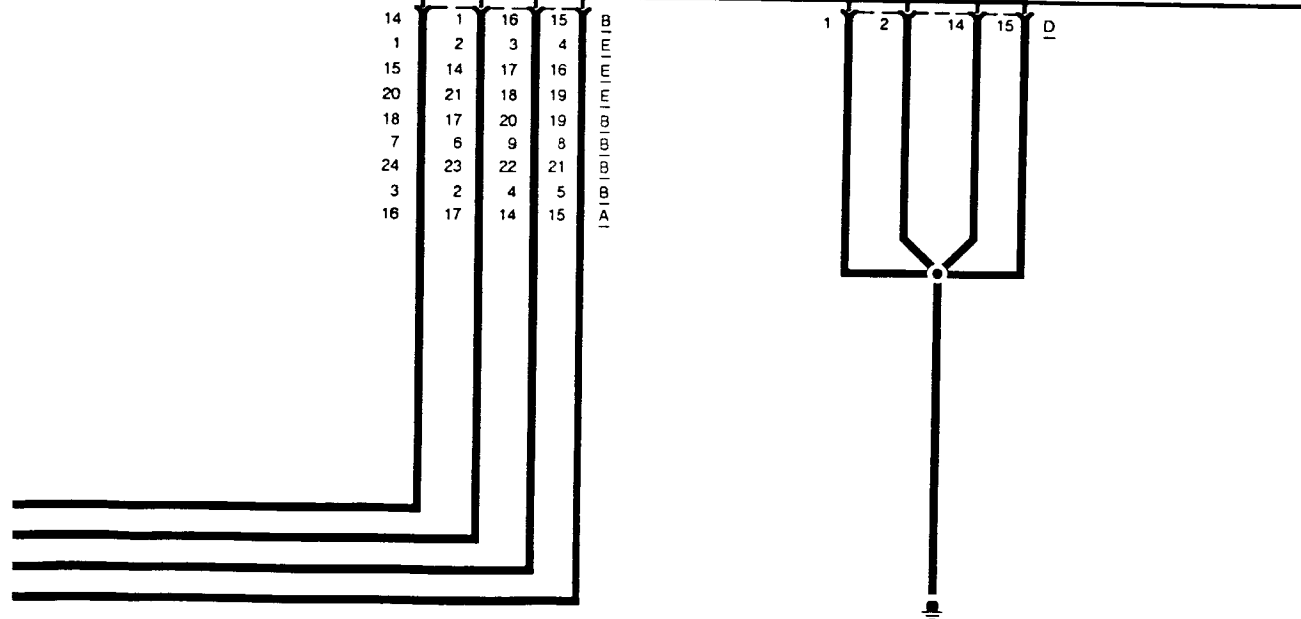 14 1 16 15 B
1 2 3 4 E
15 14 17 16 E
20 21 18 19 E
18 17 20 19 B
7 6 9 8 B
24 23 22 21 B
3 2 4 5 B
16 17 14 15 A
1 2 14 15 D